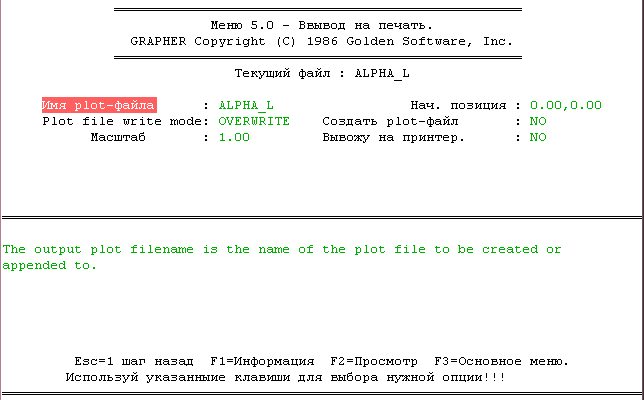 Меню 5.0 - Ввывод на печать.
GRAPHER Copyright (C) 1986 Golden Software, Inc.
Текущий файл : ALPHA_L
Имя plot-файла : ALPHA_L Нач. позиция : 0.00,0.00
Plot file write mode: OVERWRITE Создать plot-файл : NO
Масштаб : 1.00 Вывожу на принтер. : NO
The output plot filename is the name of the plot file to be created or
appended to.
Esc=1 шаг назад F1=Информация F2=Просмотр F3=Основное меню.
Используй указанныие клавиши для выбора нужной опции!!!